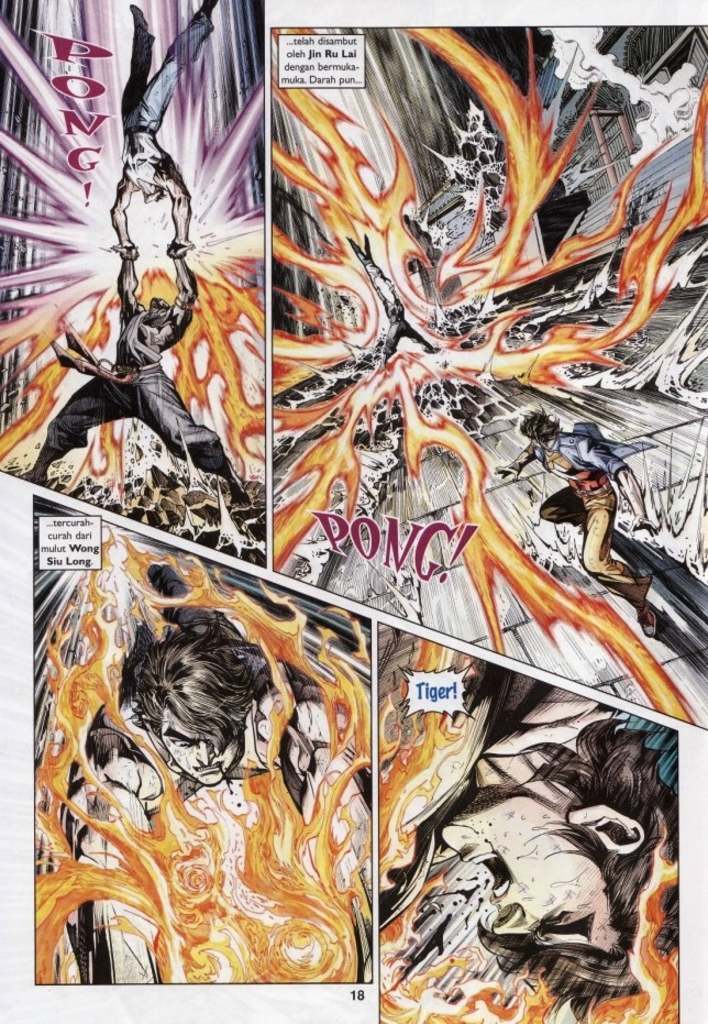 PONG!
...telah disambut
oleh Jin Ru Lai
dengan bermuka-
muka. Darah pun...
PONG!
...tercurah-
curah dari
mulut Wong
Siu Long.
Tiger!
18